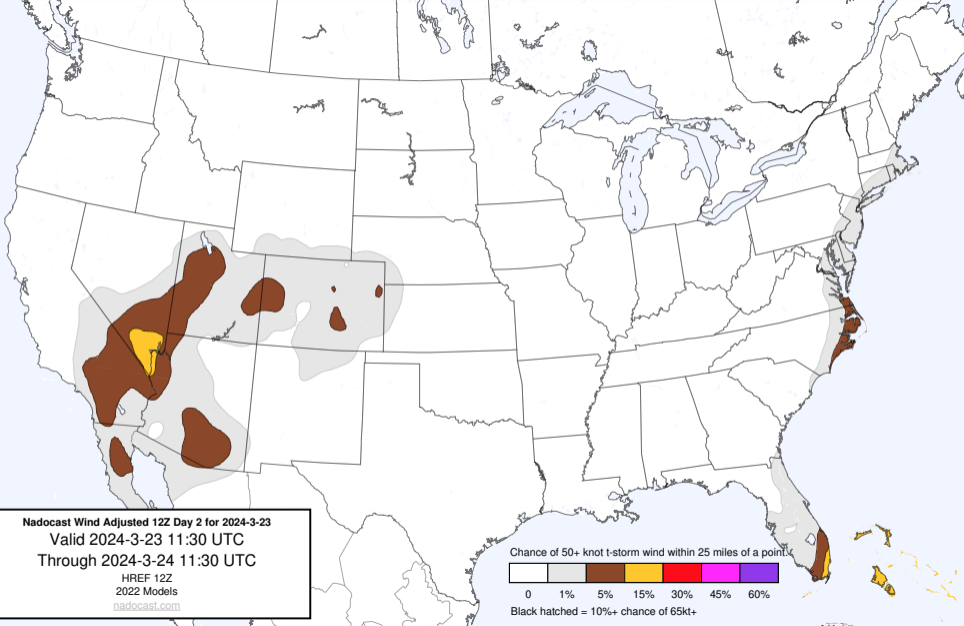 Nadocast Wind Adjusted 12Z Day 2 for 2024-3-23
Valid 2024-3-23 11:30 UTC
Through 2024-3-24 11:30 UTC
HREF 12Z
2022 Models
nadocast.com
Chance of 50+ knot t-storm wind within 25 miles of a point.
0 1% 5% 15% 30% 45% 60%
Black hatched = 10%+ chance of 65kt+